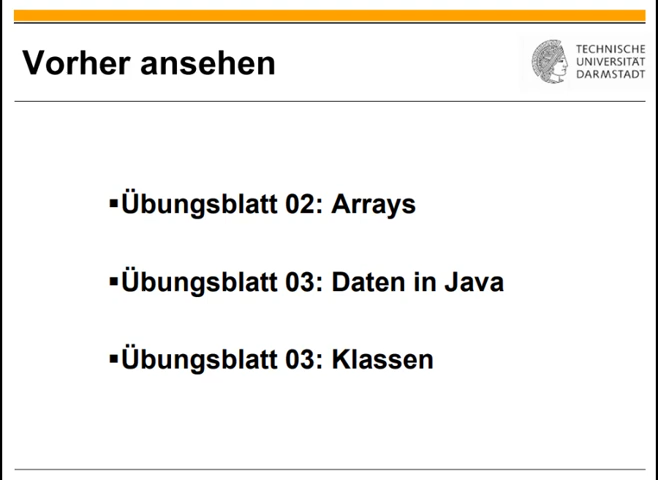 Vorher ansehen
TECHNISCHE
UNIVERSITÄT
DARMSTADT
▪Übungsblatt 02: Arrays
▪Übungsblatt 03: Daten in Java
▪Übungsblatt 03: Klassen